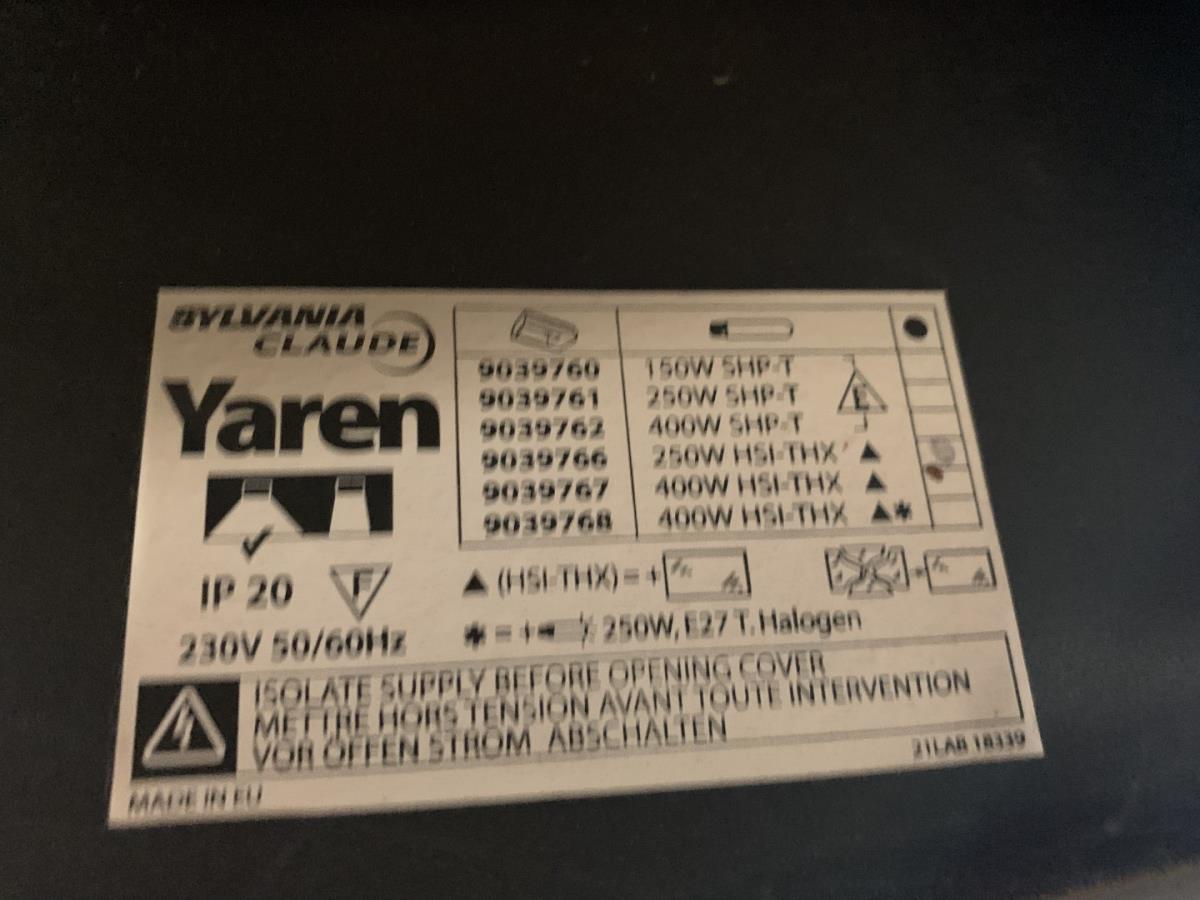 SYLVANIA
CLAUDE
Yaren
IP 20
F
230V 50/60Hz
9039760 150W SHP-T
9039761 250W SHP-T
E
9039762 400W SHP-T
9039766 250W HSI-THX ▲
9039767 400W HSI-THX ▲
9039768 400W HSI-THX ▲*
▲ (HSI-THX) = +
* = + 250W, E27 T. Halogen
ISOLATE SUPPLY BEFORE OPENING COVER
METTRE HORS TENSION AVANT TOUTE INTERVENTION
VOR OFFEN STROM ABSCHALTEN
21LAB 18339
MADE IN EU